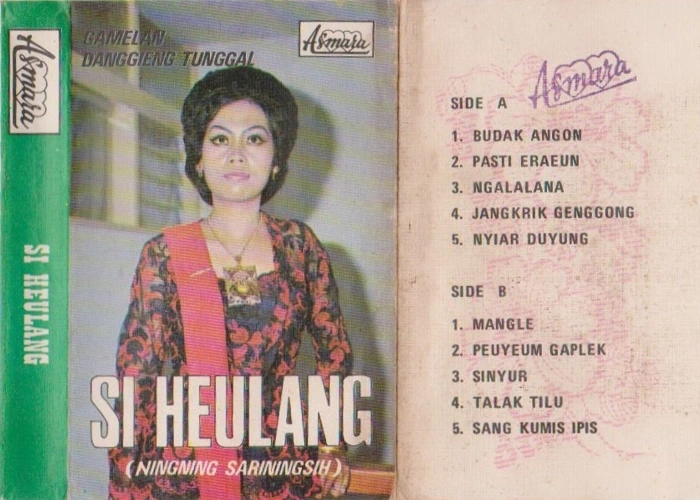 Asmara
SI HEULANG
GAMELAN
DANGGIENG TUNGGAL
Asmara
SI HEULANG
(NINGNING SARININGSIH)
Asmara
SIDE A
1. BUDAK ANGON
2. PASTI ERAEUN
3. NGALALANA
4. JANGKRIK GENGGONG
5. NYIAR DUYUNG
SIDE B
1. MANGLE
2. PEUYEUM GAPLEK
3. SINYUR
4. TALAK TILU
5. SANG KUMIS IPIS